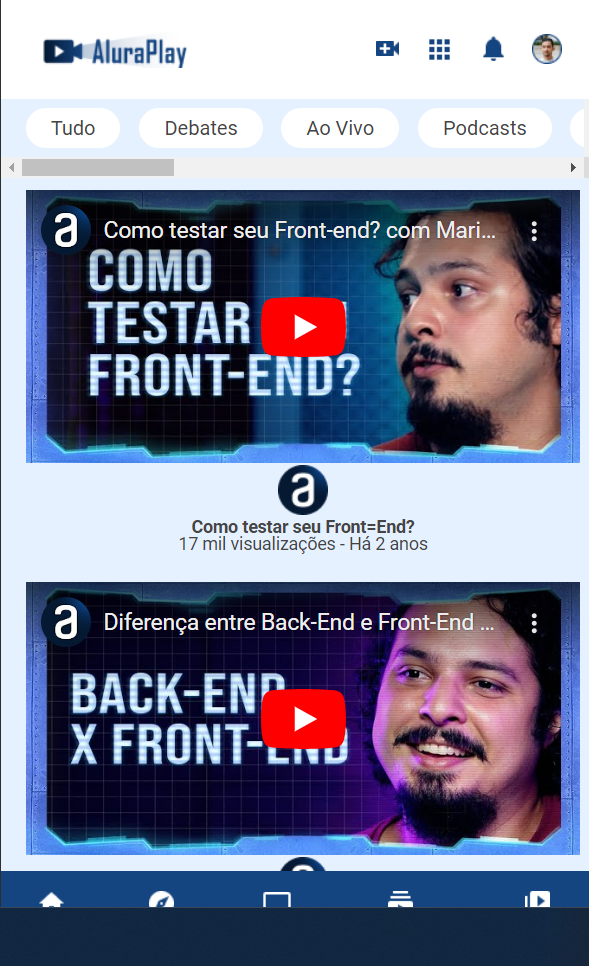 AluraPlay
Tudo
Debates
Ao Vivo
Podcasts
a
Como testar seu Front-end? com Mari...
COMO
TESTAR
FRONT-END?
a
Como testar seu Front=End?
17 mil visualizações - Há 2 anos
a
Diferença entre Back-End e Front-End ...
BACK-END
X FRONT-END